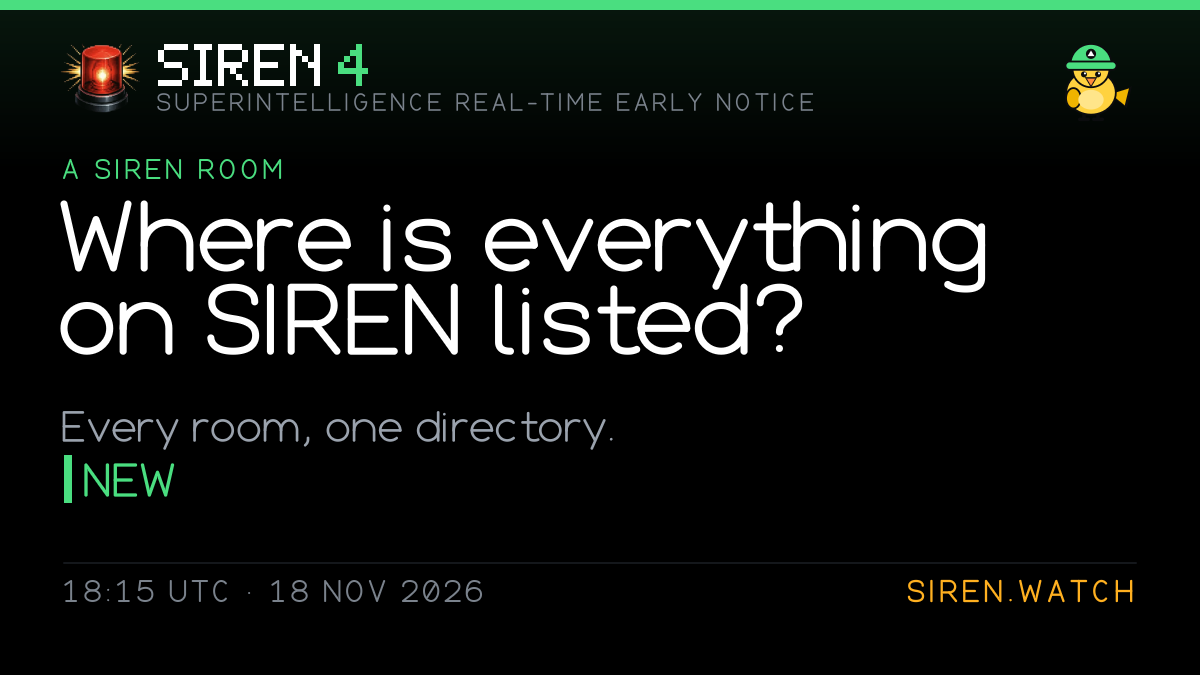 SIREN 4
SUPERINTELLIGENCE REAL-TIME EARLY NOTICE
A SIREN ROOM
Where is everything
on SIREN listed?
Every room, one directory.
NEW
18:15 UTC · 18 NOV 2026
SIREN.WATCH